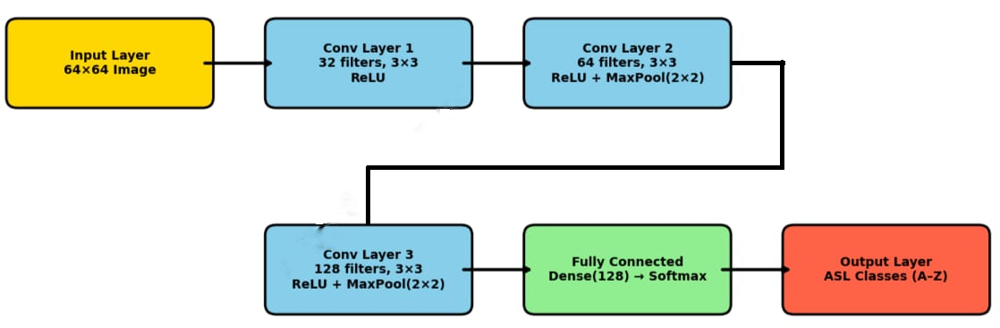 Input Layer
64×64 Image
Conv Layer 1
32 filters, 3×3
ReLU
Conv Layer 2
64 filters, 3×3
ReLU + MaxPool(2×2)
Conv Layer 3
128 filters, 3×3
ReLU + MaxPool(2×2)
Fully Connected
Dense(128) → Softmax
Output Layer
ASL Classes (A–Z)